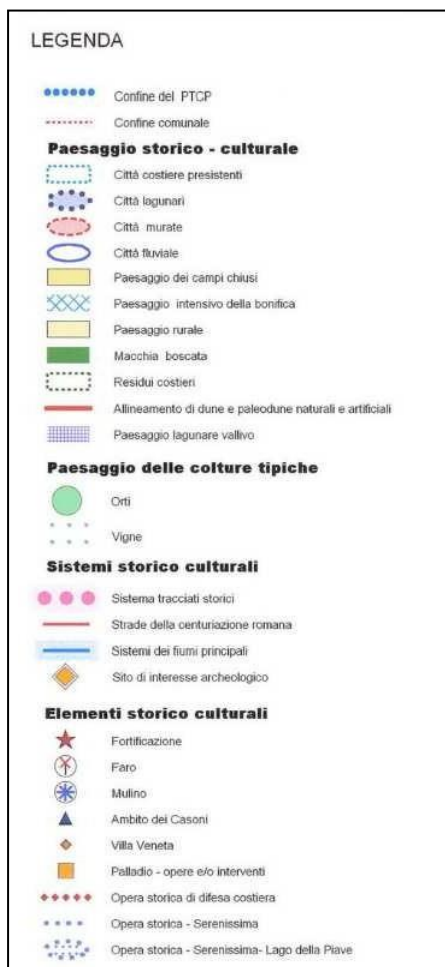 LEGENDA
Confine del PTCP
Confine comunale
Paesaggio storico - culturale
Città costiere presistenti
Città lagunari
Città murate
Città fluviale
Paesaggio dei campi chiusi
Paesaggio intensivo della bonifica
Paesaggio rurale
Macchia boscata
Residui costieri
Allineamento di dune e paleodune naturali e artificiali
Paesaggio lagunare vallivo
Paesaggio delle colture tipiche
Orti
Vigne
Sistemi storico culturali
Sistema tracciati storici
Strade della centuriazione romana
Sistemi dei fiumi principali
Sito di interesse archeologico
Elementi storico culturali
Fortificazione
Faro
Mulino
Ambito dei Casoni
Villa Veneta
Palladio - opere e/o interventi
Opera storica di difesa costiera
Opera storica - Serenissima
Opera storica - Serenissima- Lago della Piave